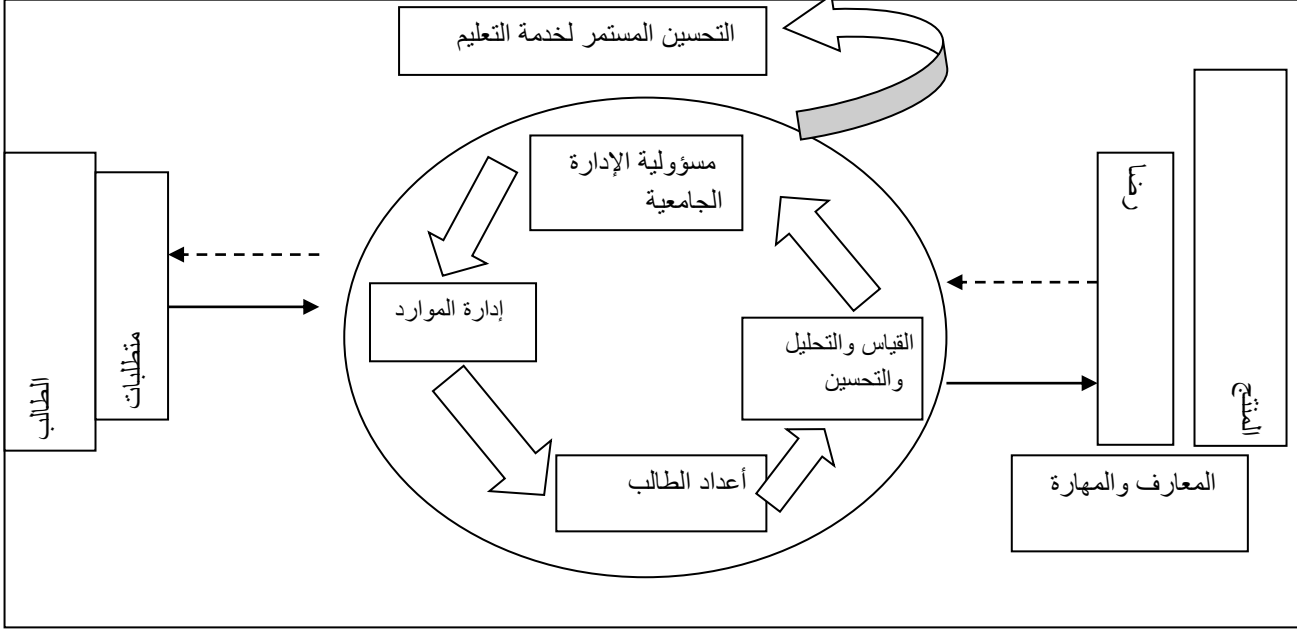 التحسين المستمر لخدمة التعليم
مسؤولية الإدارة
الجامعية
رضا
المنتج
إدارة الموارد
القياس والتحليل
والتحسين
متطلبات
الطالب
أعداد الطالب
المعارف والمهارة